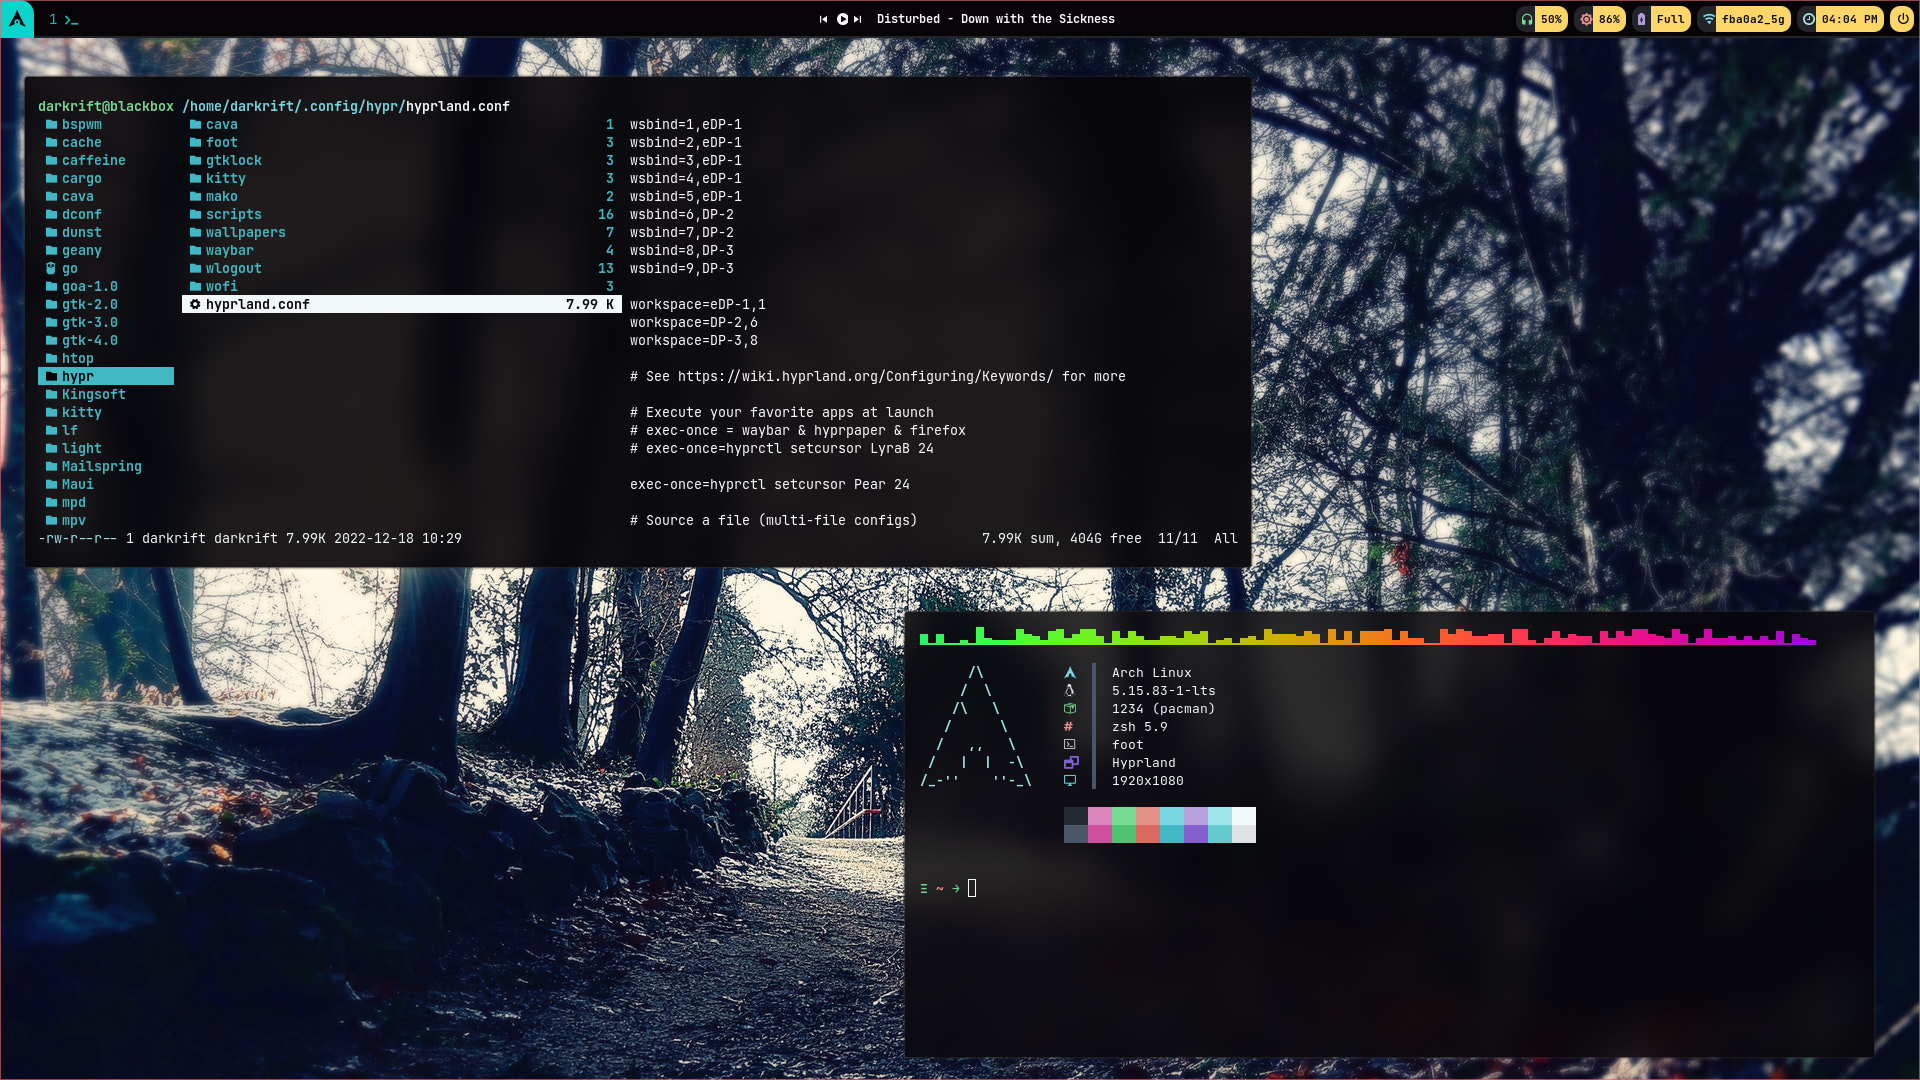 1
Disturbed - Down with the Sickness
50%
86%
Full
fba0a2_5g
04:04 PM
darkrift@blackbox /home/darkrift/.config/hypr/hyprland.conf
bspwm
cache
caffeine
cargo
cava
dconf
dunst
geany
go
goa-1.0
gtk-2.0
gtk-3.0
gtk-4.0
htop
hypr
Kingsoft
kitty
lf
light
Mailspring
Maui
mpd
mpv
cava 1
foot 3
gtklock 3
kitty 3
mako 2
scripts 16
wallpapers 7
waybar 4
wlogout 13
wofi 3
hyprland.conf 7.99 K
wsbind=1,eDP-1
wsbind=2,eDP-1
wsbind=3,eDP-1
wsbind=4,eDP-1
wsbind=5,eDP-1
wsbind=6,DP-2
wsbind=7,DP-2
wsbind=8,DP-3
wsbind=9,DP-3
workspace=eDP-1,1
workspace=DP-2,6
workspace=DP-3,8
# See https://wiki.hyprland.org/Configuring/Keywords/ for more
# Execute your favorite apps at launch
# exec-once = waybar & hyprpaper & firefox
# exec-once=hyprctl setcursor LyraB 24
exec-once=hyprctl setcursor Pear 24
# Source a file (multi-file configs)
-rw-r--r-- 1 darkrift darkrift 7.99K 2022-12-18 10:29
7.99K sum, 404G free 11/11 All
Arch Linux
5.15.83-1-lts
1234 (pacman)
# zsh 5.9
foot
Hyprland
1920x1080
~ →